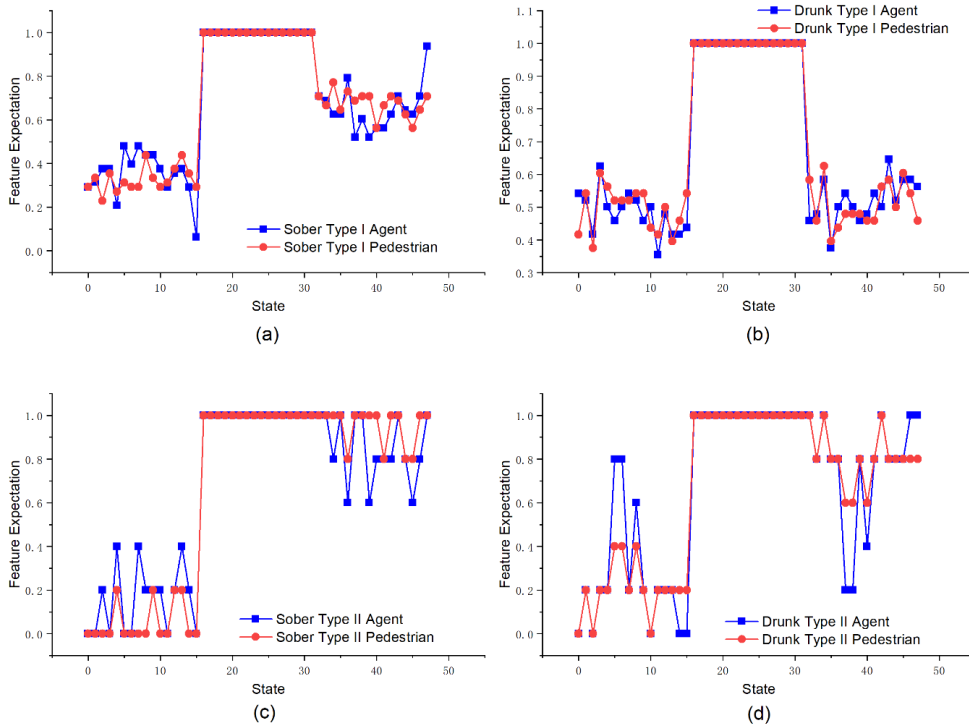 1.0
0.8
0.6
0.4
0.2
0.0
Feature Expectation
Sober Type I Agent
Sober Type I Pedestrian
0 10 20 30 40 50
State
(a)
Drunk Type I Agent
Drunk Type I Pedestrian
1.1
1.0
0.9
0.8
0.7
0.6
0.5
0.4
0.3
Feature Expectation
0 10 20 30 40 50
State
(b)
1.0
0.8
0.6
0.4
0.2
0.0
Feature Expectation
Sober Type II Agent
Sober Type II Pedestrian
0 10 20 30 40 50
State
(c)
1.0
0.8
0.6
0.4
0.2
0.0
Feature Expectation
Drunk Type II Agent
Drunk Type II Pedestrian
0 10 20 30 40 50
State
(d)